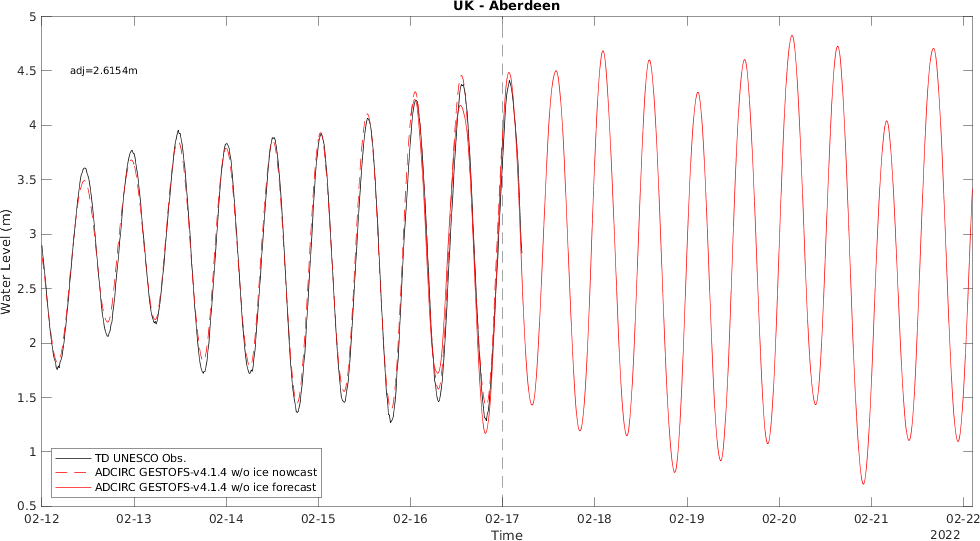 UK - Aberdeen
adj=2.6154m
5
4.5
4
3.5
3
2.5
2
1.5
1
0.5
Water Level (m)
TD UNESCO Obs.
ADCIRC GESTOFS-v4.1.4 w/o ice nowcast
ADCIRC GESTOFS-v4.1.4 w/o ice forecast
02-12 02-13 02-14 02-15 02-16 02-17 02-18 02-19 02-20 02-21 02-22
Time
2022